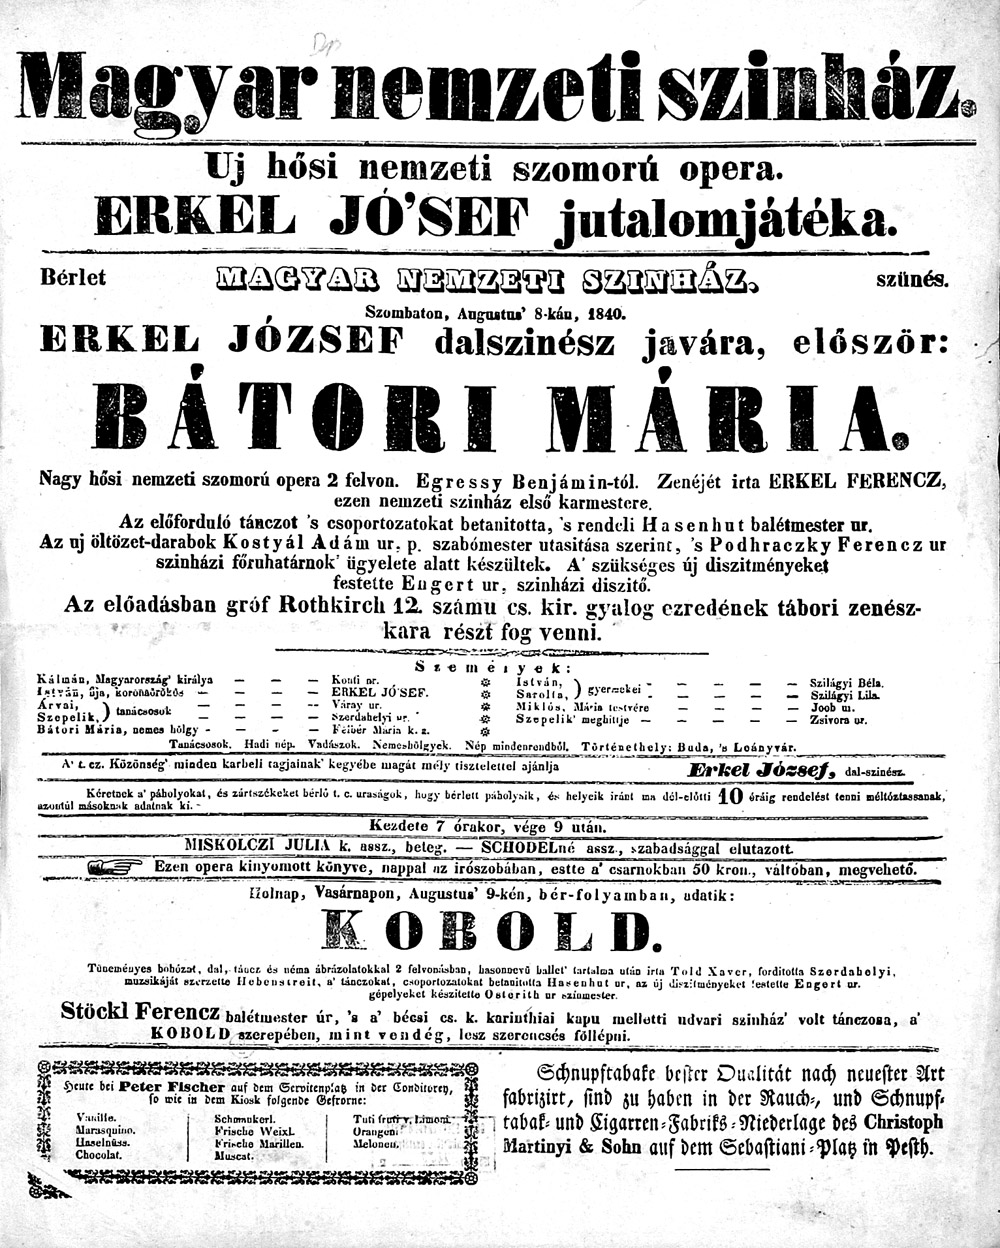 Magyar nemzeti szinház.
Uj hősi nemzeti szomorú opera.
ERKEL JÓ'SEF jutalomjátéka.
Bérlet MAGYAR NEMZETI SZINHÁZ. szünés.
Szombaton, Augustus' 8-kán, 1840.
ERKEL JÓZSEF dalszinész javára, először:
BÁTORI MÁRIA.
Nagy hősi nemzeti szomorú opera 2 felvon. Egressy Benjámin-tól. Zenéjét irta ERKEL FERENCZ,
ezen nemzeti szinház első karmestere.
Az előforduló tánczot 's csoportozatokat betanitotta, 's rendeli Hasenhut balétmester ur.
Az uj öltözet-darabok Kostyál Adám ur. p. szabómester utasitása szerint, 's Podhraczky Ferencz ur
szinházi főruhatárnok' ügyelete alatt készültek. A' szükséges új diszitményeket
festette Engert ur, szinházi diszitő.
Az előadásban gróf Rothkirch 12. számu cs. kir. gyalog ezredének tábori zenész-
kara részt fog venni.
Személyek:
Kálmán, Magyarország' királya — — — Konti ur.
István, öja, koronaörökös — — — — ERKEL JÓ'SEF.
Árvai, ) tanácsosok — — — — Váray ur.
Szepelik, — — — — Szerdahelyi ur.
Bátori Mária, nemes hölgy - — — — Felbér Mária k. a.
István, ) gyermekei - — — — — Szilágyi Béla.
Sarolta, — — — — Szilágyi Lila.
Miklós, Mária testvére — — — — Joob ur.
Szepelik' meghittje — — — — — Zsivora ur.
Tanácsosok. Hadi nép. Vadászok. Nemeshölgyek. Nép mindenrendből. Történethely: Buda, 's Leányvár.
A' t. cz. Közönség' minden karbeli tagjainak' kegyébe magát mély tisztelettel ajánlja Erkel József, dal-szinész.
Kéretnek a' páholyokat, és zártszékeket bérlő t. c. uraságok, hogy bérlett páholyaik, és helyeik iránt ma dél-előtti 10 óráig rendelést tenni méltóztassanak,
azontúl másoknak adatnak ki. -
Kezdete 7 órakor, vége 9 után.
MISKOLCZI JULIA k. assz., beteg. — SCHODELné assz., szabadsággal elutazott.
Ezen opera kinyomott könyve, nappal az irószobában, estte a' csarnokban 50 kron., váltóban, megvehető.
Holnap, Vasárnapon, Augustus' 9-kén, bér-folyamban, adatik:
KOBOLD.
Tüneményes bohózat, dal, táncz és néma ábrázolatokkal 2 felvonásban, hasonnevű ballet' tartalma után irta Told Xaver, forditotta Szerdahelyi,
muzsikáját szerzette Hebenstreit, a' tánczokat, csoportozatokat betanitotta Hasenhut ur, az új diszitményeket festette Engert ur.
gépelyeket készitette Osterith ur szinmester.
Stöckl Ferencz balétmester úr, 's a' bécsi cs. k. karinthiai kapu melletti udvari szinház' volt tánczosa, a'
KOBOLD szerepében, mint vendég, lesz szerencsés föllépni.
Heute bei Peter Fischer auf dem Servitenplatz in der Conditorey,
so wie in dem Kiosk folgende Gefrorne:
Vanille.
Marasquino.
Haselnüss.
Chocolat.
Schmankerl.
Frische Weixl.
Frische Marillen.
Muscat.
Tuti frutti v. Limoni.
Orangen.
Melonen.
Schnupftabake bester Qualität nach neuester Art
fabrizirt, sind zu haben in der Rauch-, und Schnupf-
tabak- und Cigarren-Fabriks-Niederlage des Christoph
Martinyi & Sohn auf dem Sebastiani-Platz in Pesth.